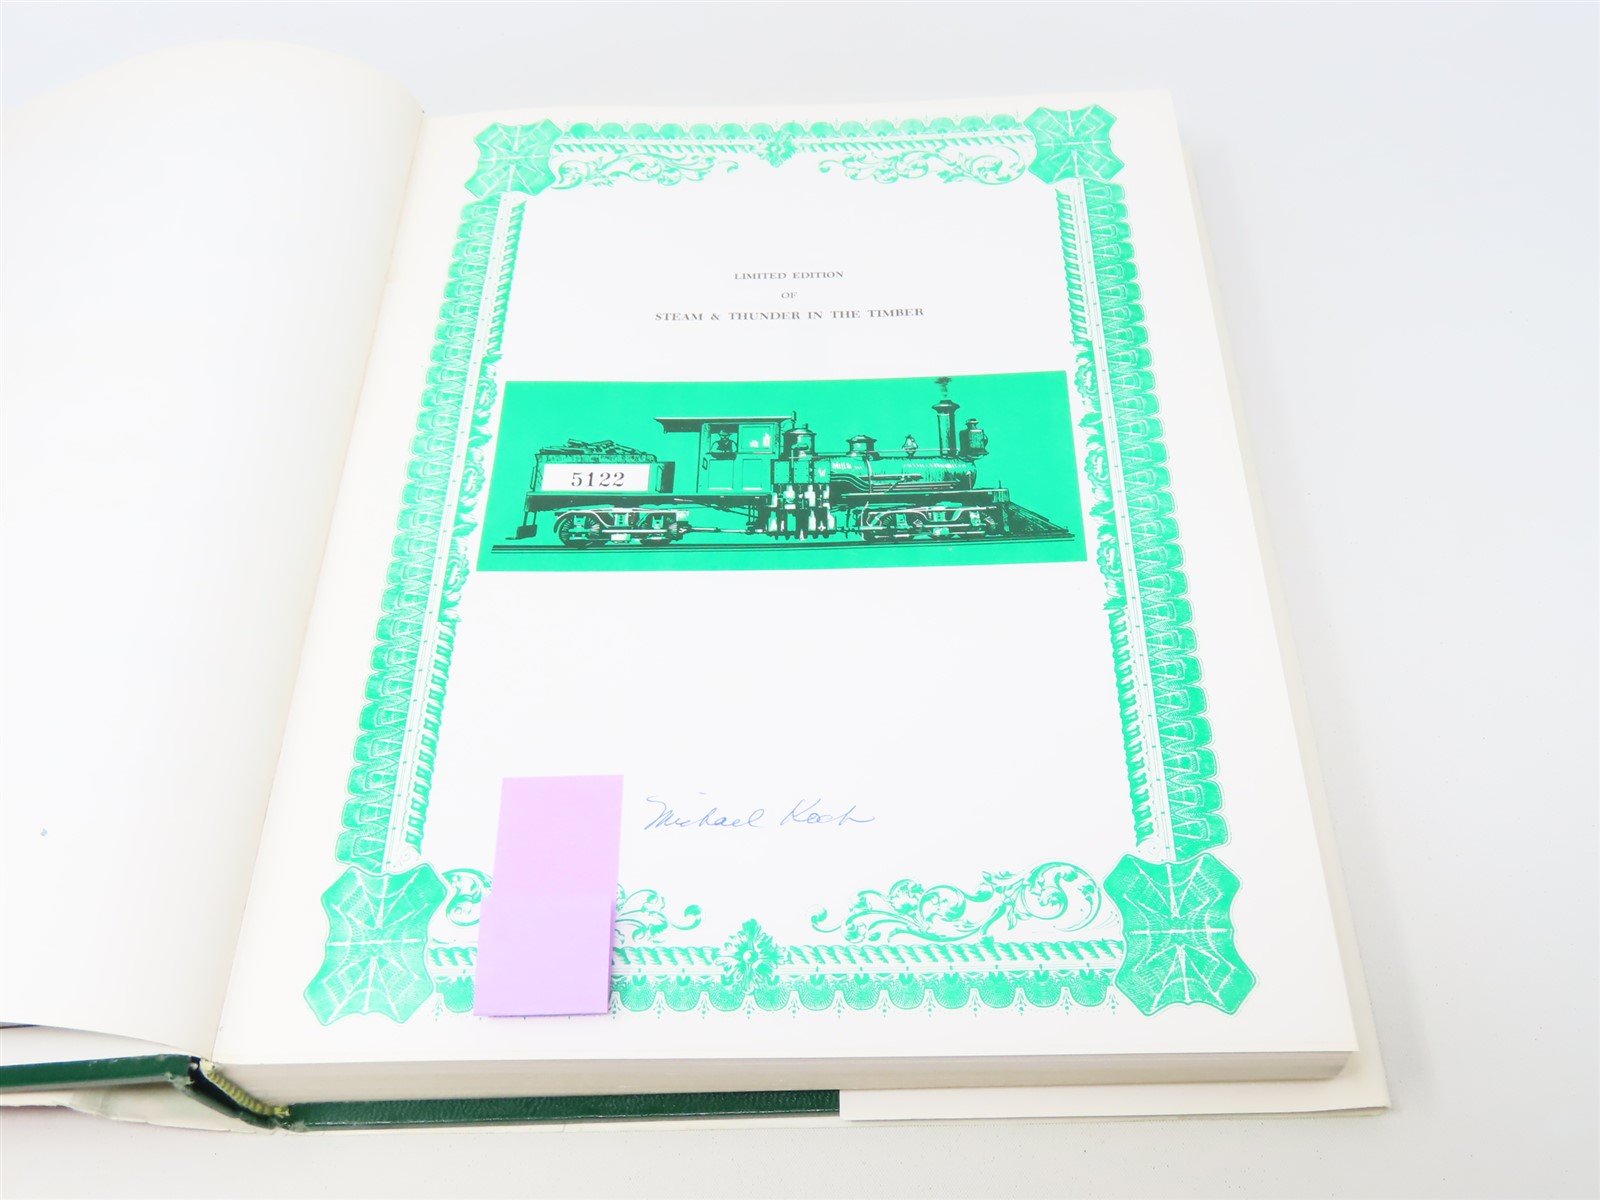 LIMITED EDITION
OF
STEAM & THUNDER IN THE TIMBER
5122
Michael Koch